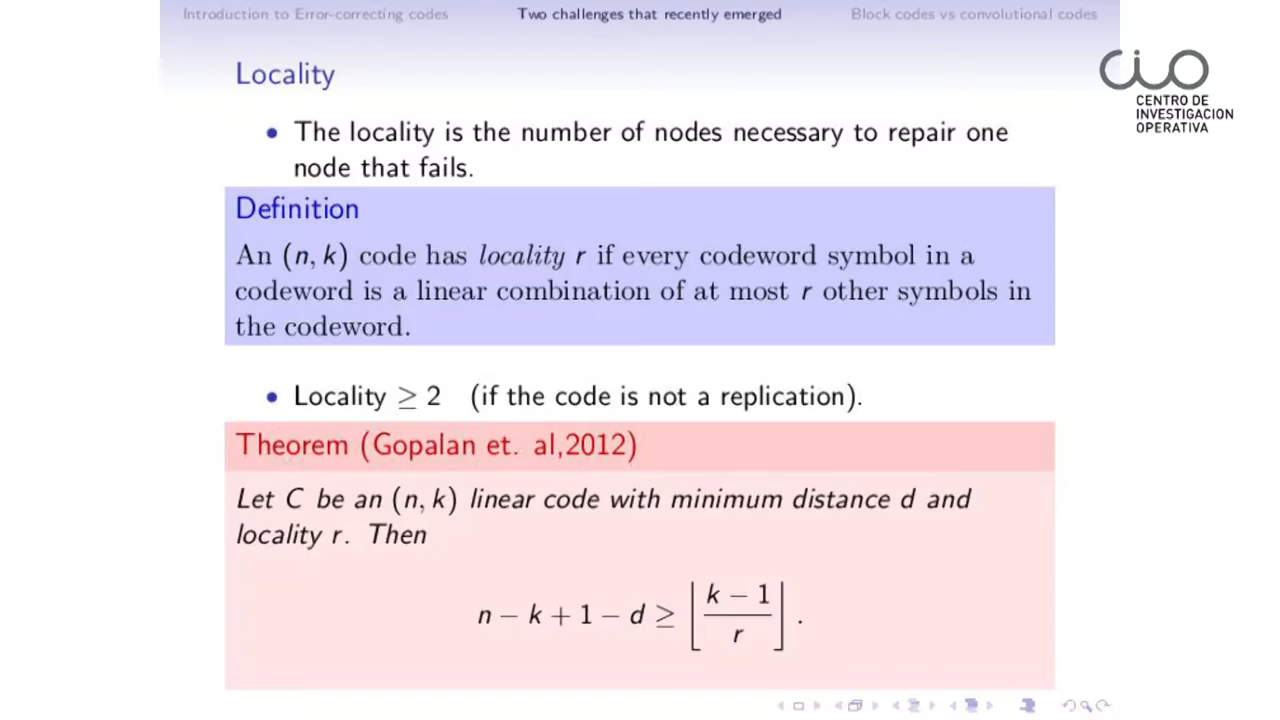 Introduction to Error-correcting codes Two challenges that recently emerged Block codes vs convolutional codes
Locality
CIO
CENTRO DE
INVESTIGACION
OPERATIVA
• The locality is the number of nodes necessary to repair one
node that fails.
Definition
An (n, k) code has locality r if every codeword symbol in a
codeword is a linear combination of at most r other symbols in
the codeword.
• Locality ≥ 2 (if the code is not a replication).
Theorem (Gopalan et. al,2012)
Let C be an (n, k) linear code with minimum distance d and
locality r. Then
n − k + 1 − d ≥ ⌊(k − 1)/r⌋.